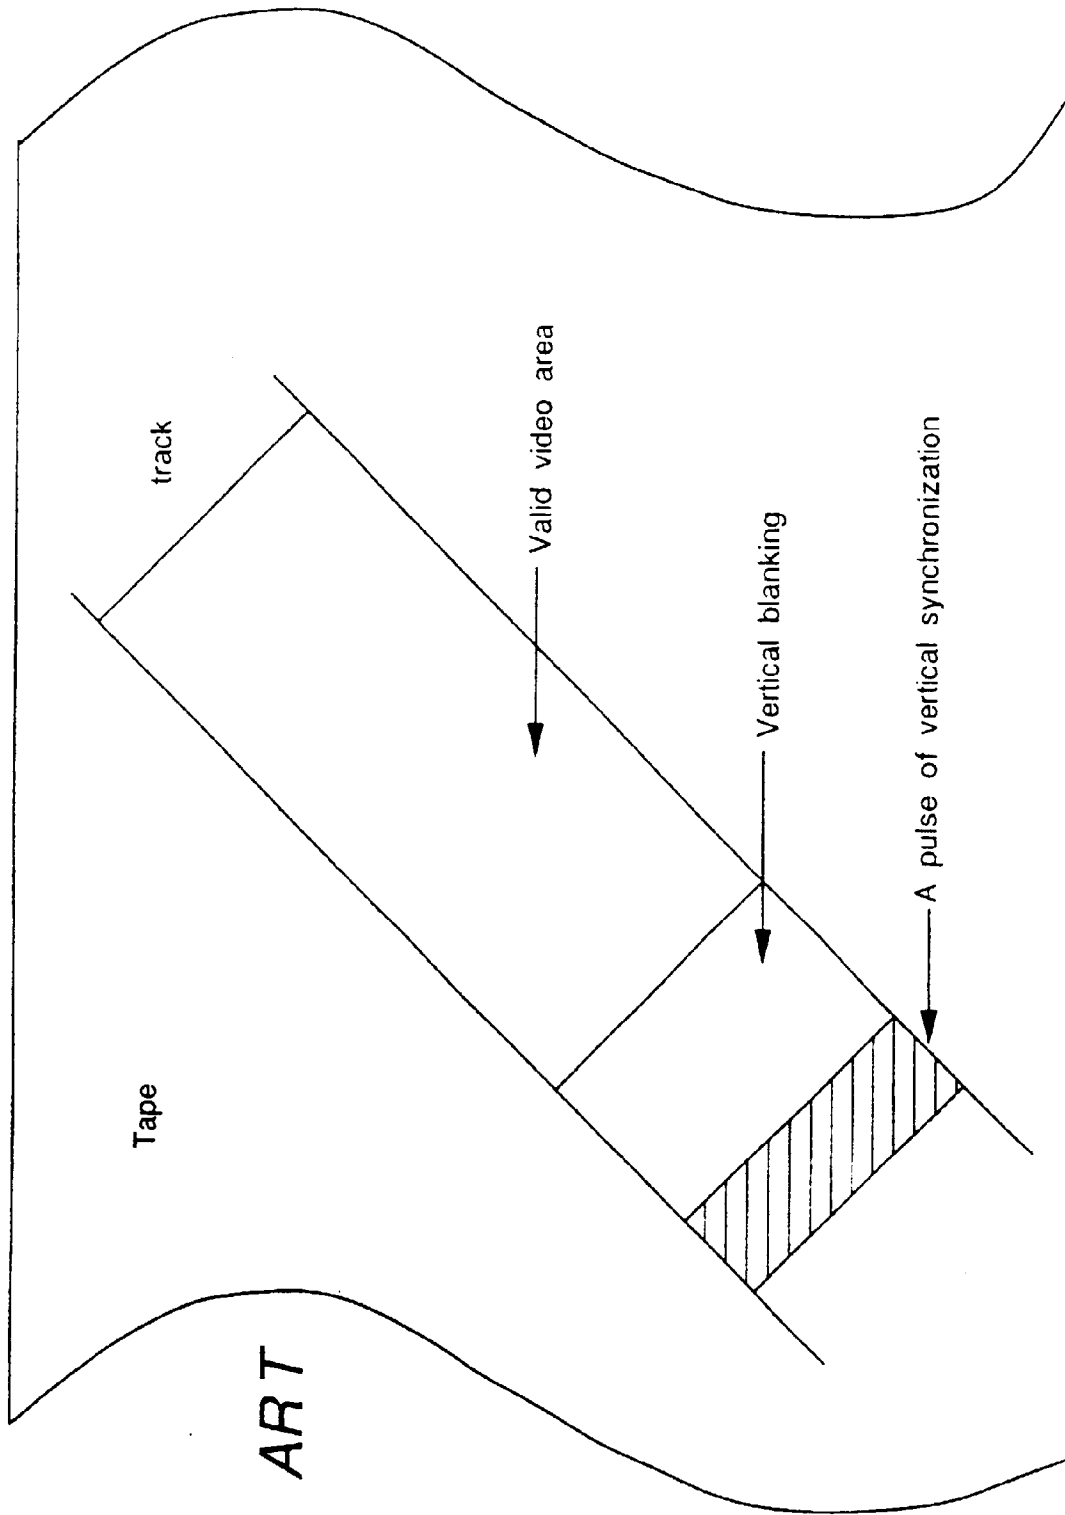 track
Tape
Valid video area
Vertical blanking
A pulse of vertical synchronization
ART